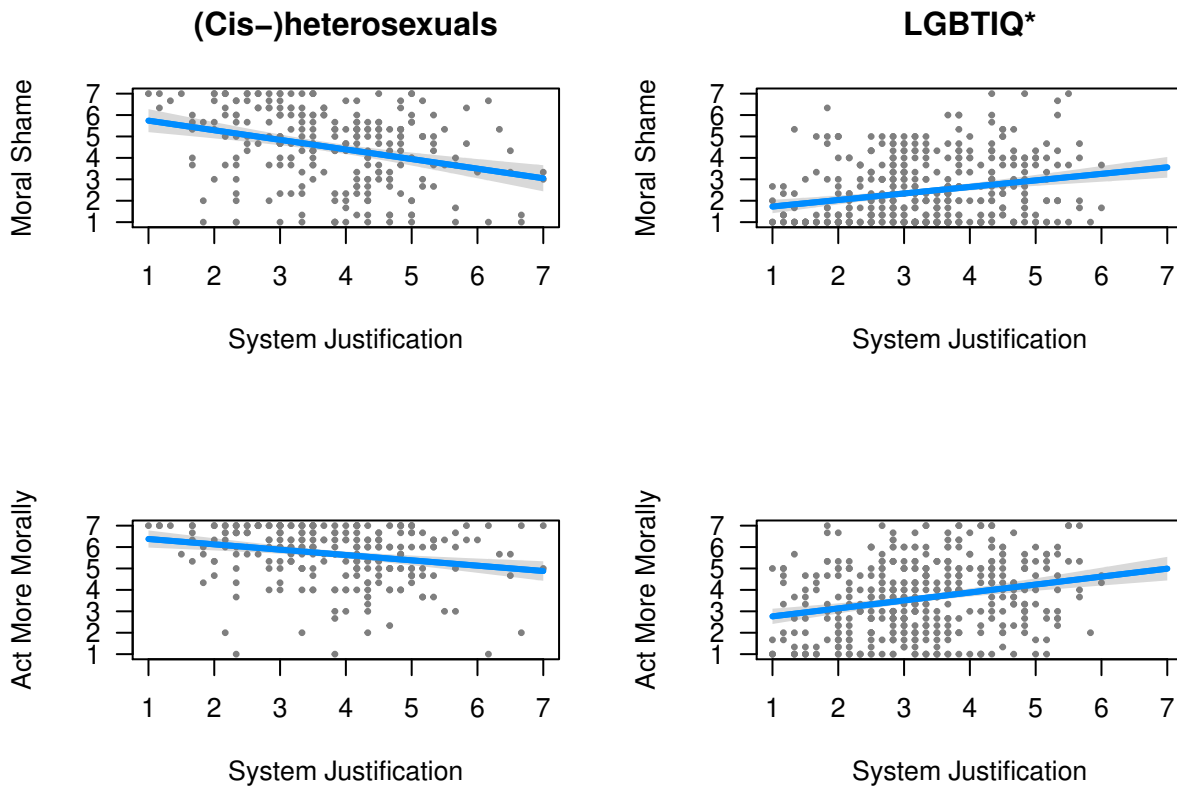 (Cis−)heterosexuals
LGBTIQ*
Moral Shame
7
6
5
4
3
2
1
1 2 3 4 5 6 7
System Justification
Moral Shame
7
6
5
4
3
2
1
1 2 3 4 5 6 7
System Justification
Act More Morally
7
6
5
4
3
2
1
1 2 3 4 5 6 7
System Justification
Act More Morally
7
6
5
4
3
2
1
1 2 3 4 5 6 7
System Justification